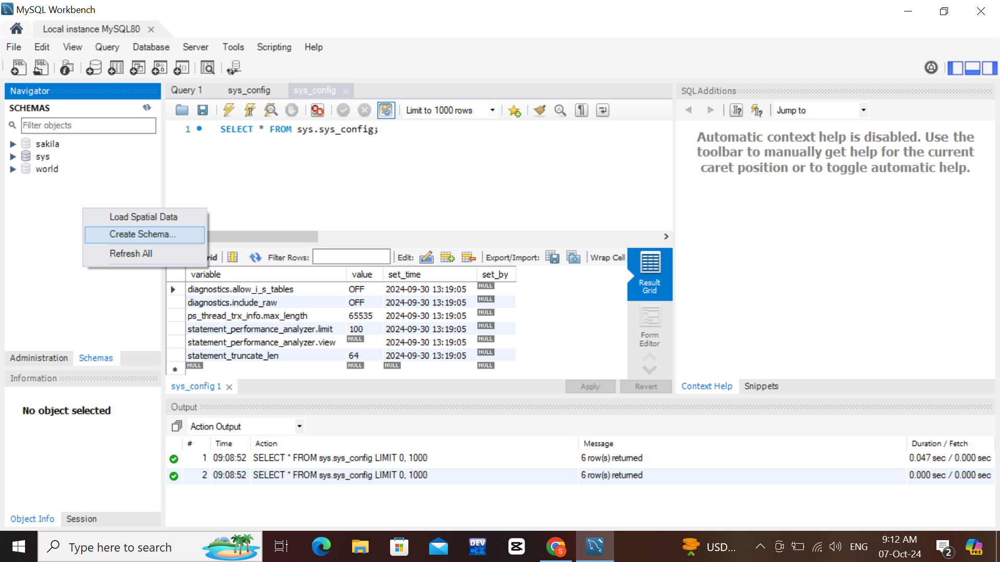 MySQL Workbench
Local instance MySQL80
File Edit View Query Database Server Tools Scripting Help
Navigator
SCHEMAS
Filter objects
sakila
sys
world
Load Spatial Data
Create Schema...
Refresh All
Administration Schemas
Information
No object selected
Object Info Session
Query 1 sys_config sys_config
Limit to 1000 rows
1 SELECT * FROM sys.sys_config;
Filter Rows: Edit: Export/Import: Wrap Cell
variable value set_time set_by
diagnostics.allow_i_s_tables OFF 2024-09-30 13:19:05 NULL
diagnostics.include_raw OFF 2024-09-30 13:19:05 NULL
ps_thread_trx_info.max_length 65535 2024-09-30 13:19:05 NULL
statement_performance_analyzer.limit 100 2024-09-30 13:19:05 NULL
statement_performance_analyzer.view NULL 2024-09-30 13:19:05 NULL
statement_truncate_len 64 2024-09-30 13:19:05 NULL
NULL NULL NULL NULL
Result
Grid
Form
Editor
sys_config 1 Apply Revert
SQLAdditions
Jump to
Automatic context help is disabled. Use the
toolbar to manually get help for the current
caret position or to toggle automatic help.
Context Help Snippets
Output
Action Output
# Time Action Message Duration / Fetch
1 09:08:52 SELECT * FROM sys.sys_config LIMIT 0, 1000 6 row(s) returned 0.047 sec / 0.000 sec
2 09:08:52 SELECT * FROM sys.sys_config LIMIT 0, 1000 6 row(s) returned 0.000 sec / 0.000 sec
Type here to search
DEV
C++
S
USD...
ENG
9:12 AM
07-Oct-24
2
PRE